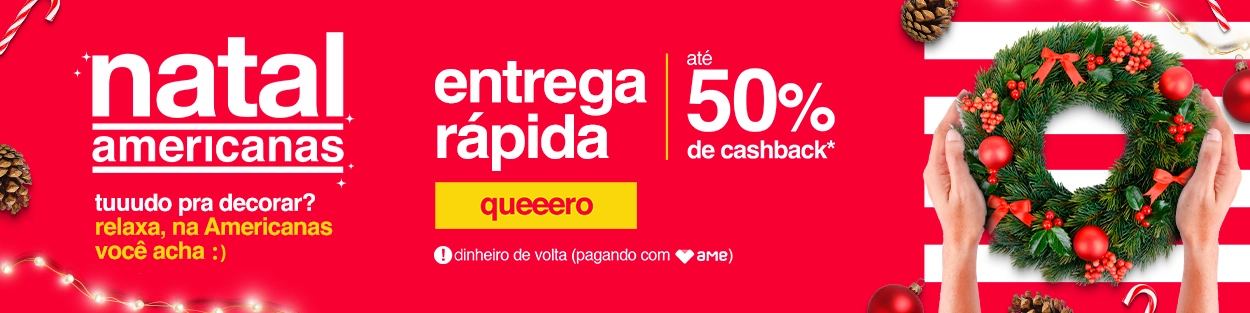 natal
americanas
tuuudo pra decorar?
relaxa, na Americanas
você acha :)
entrega
rápida
queeero
! dinheiro de volta (pagando com ame)
até
50%
de cashback*